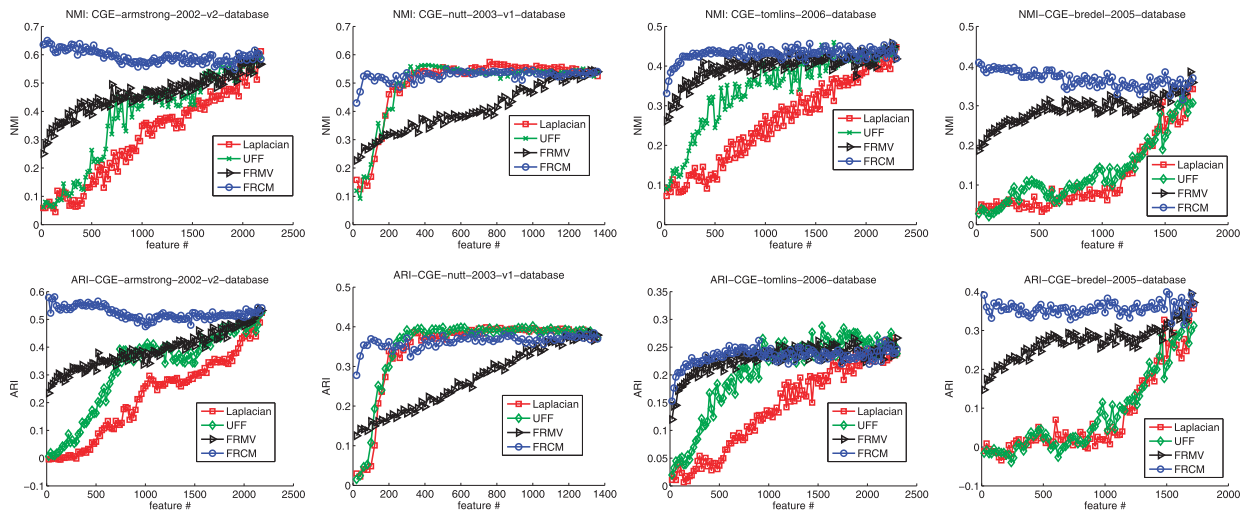 NMI: CGE-armstrong-2002-v2-database
0.7
0.6
0.5
0.4
0.3
0.2
0.1
0
NMI
0 500 1000 1500 2000 2500
feature #
Laplacian
UFF
FRMV
FRCM
NMI: CGE-nutt-2003-v1-database
0.7
0.6
0.5
0.4
0.3
0.2
0.1
0
NMI
0 200 400 600 800 1000 1200 1400
feature #
Laplacian
UFF
FRMV
FRCM
NMI: CGE-tomlins-2006-database
0.5
0.4
0.3
0.2
0.1
0
NMI
0 500 1000 1500 2000 2500
feature #
Laplacian
UFF
FRMV
FRCM
NMI-CGE-bredel-2005-database
0.5
0.4
0.3
0.2
0.1
0
NMI
0 500 1000 1500 2000
feature #
Laplacian
UFF
FRMV
FRCM
ARI-CGE-armstrong-2002-v2-database
0.6
0.5
0.4
0.3
0.2
0.1
0
-0.1
ARI
0 500 1000 1500 2000 2500
feature #
Laplacian
UFF
FRMV
FRCM
ARI-CGE-nutt-2003-v1-database
0.5
0.4
0.3
0.2
0.1
0
ARI
0 200 400 600 800 1000 1200 1400
feature #
Laplacian
UFF
FRMV
FRCM
ARI-CGE-tomlins-2006-database
0.35
0.3
0.25
0.2
0.15
0.1
0.05
0
ARI
0 500 1000 1500 2000 2500
feature #
Laplacian
UFF
FRMV
FRCM
ARI-CGE-bredel-2005-database
0.4
0.3
0.2
0.1
0
-0.1
ARI
0 500 1000 1500 2000
feature #
Laplacian
UFF
FRMV
FRCM